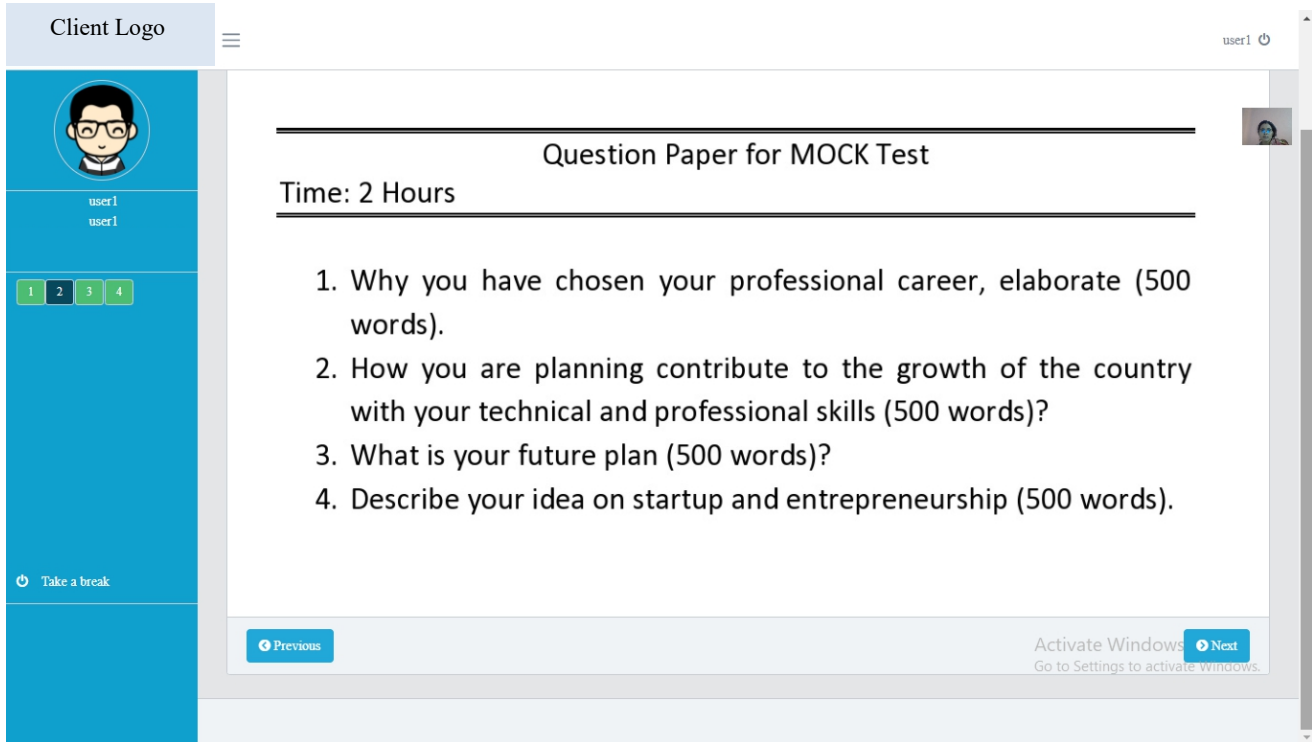 Client Logo
user1
user1
user1
1 2 3 4
Take a break
Question Paper for MOCK Test
Time: 2 Hours
1. Why you have chosen your professional career, elaborate (500
words).
2. How you are planning contribute to the growth of the country
with your technical and professional skills (500 words)?
3. What is your future plan (500 words)?
4. Describe your idea on startup and entrepreneurship (500 words).
Previous
Activate Windows
Next
Go to Settings to activate Windows.